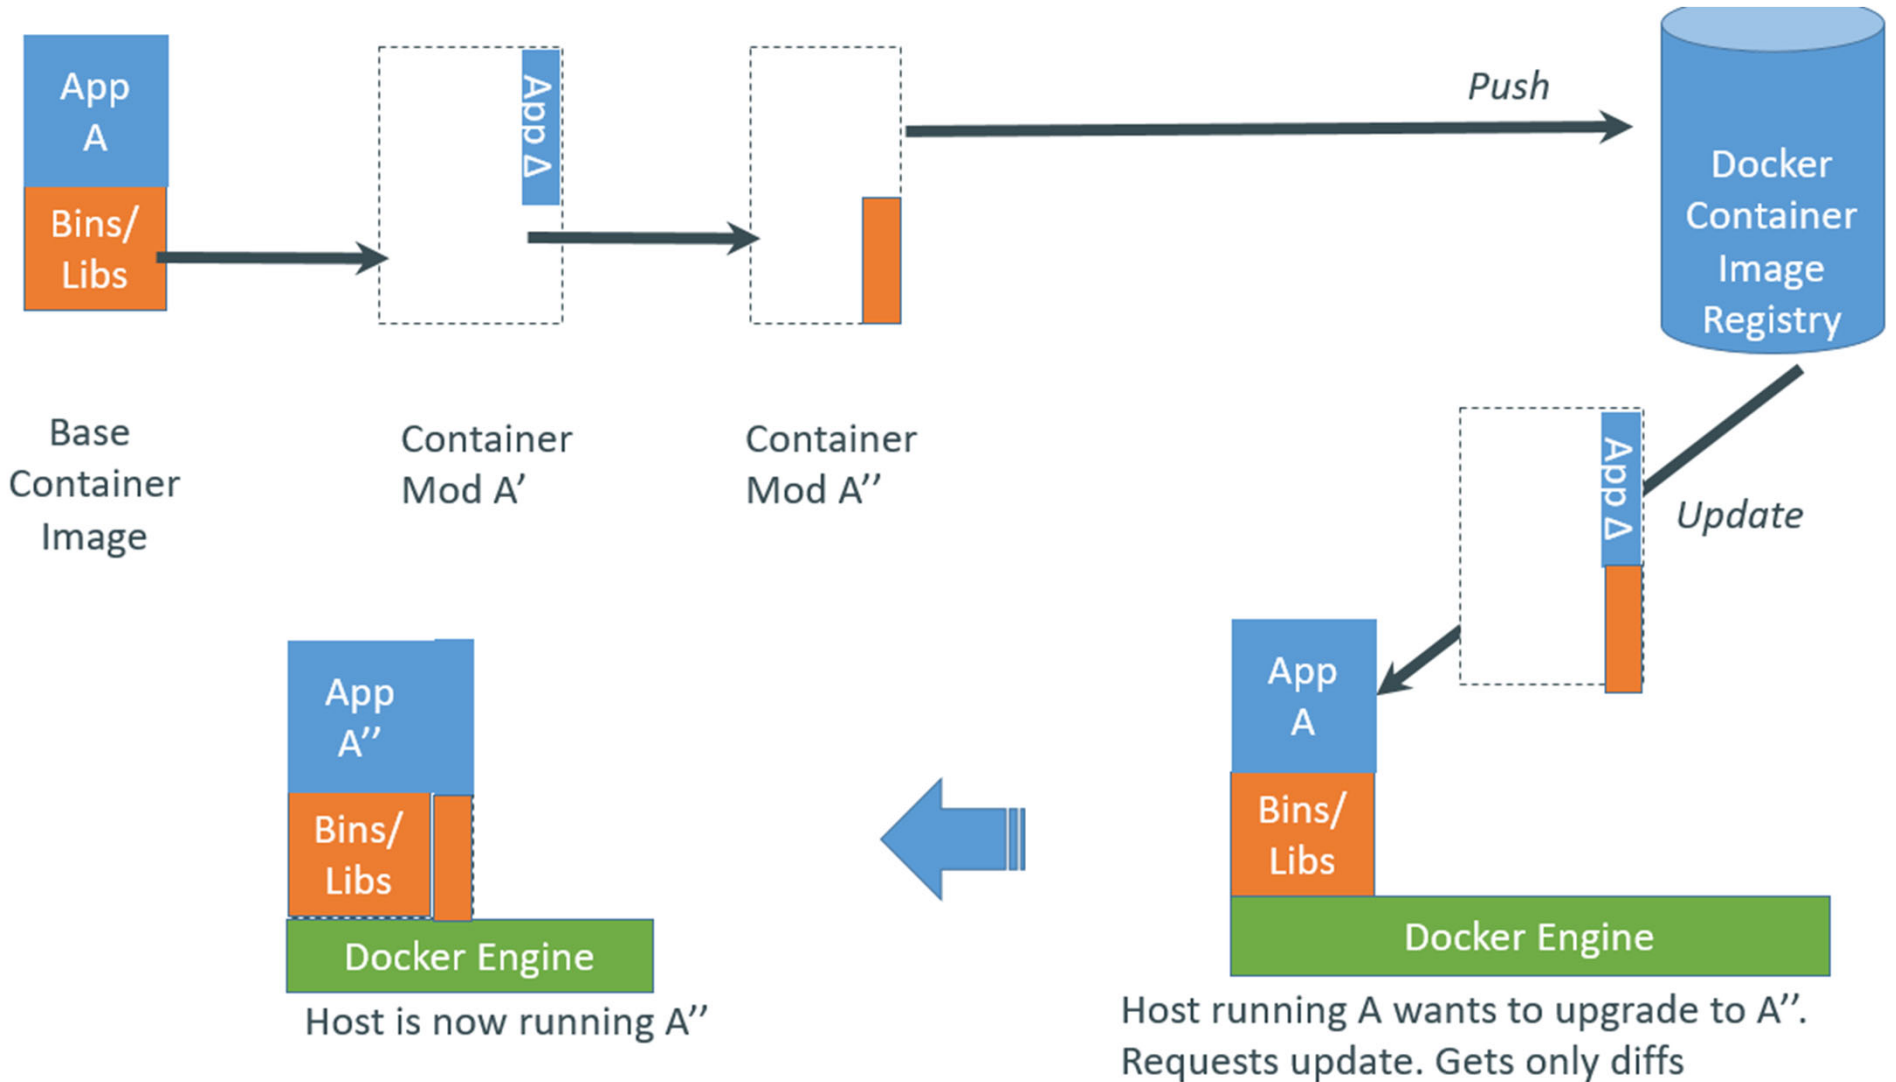 App
A
Bins/
Libs
App Δ
Push
Docker
Container
Image
Registry
Base
Container
Image
Container
Mod A’
Container
Mod A’’
App Δ
Update
App
A’’
Bins/
Libs
Docker Engine
Host is now running A’’
App
A
Bins/
Libs
Docker Engine
Host running A wants to upgrade to A’’.
Requests update. Gets only diffs